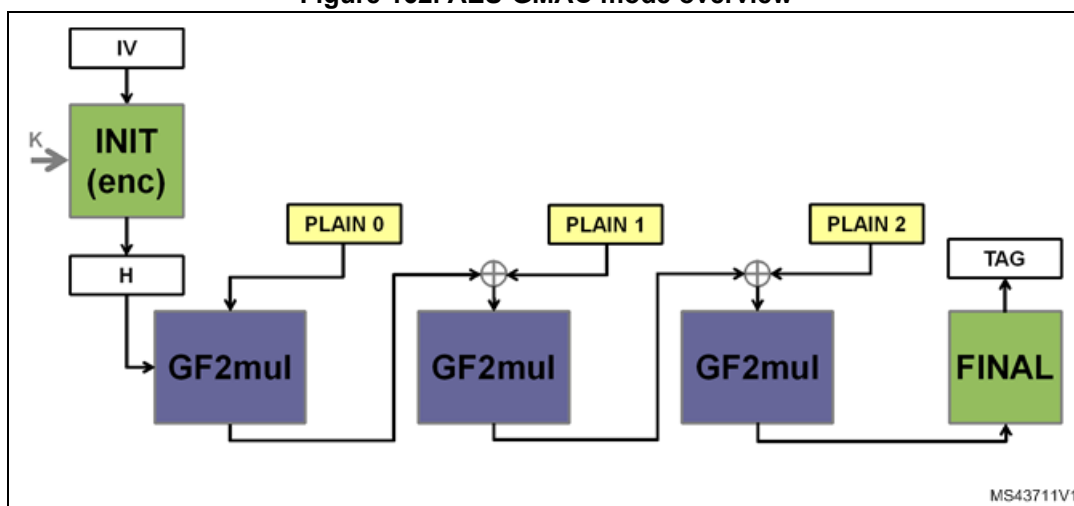 IV
K
INIT
(enc)
PLAIN 0
PLAIN 1
PLAIN 2
H
TAG
GF2mul
GF2mul
GF2mul
FINAL
MS43711V1